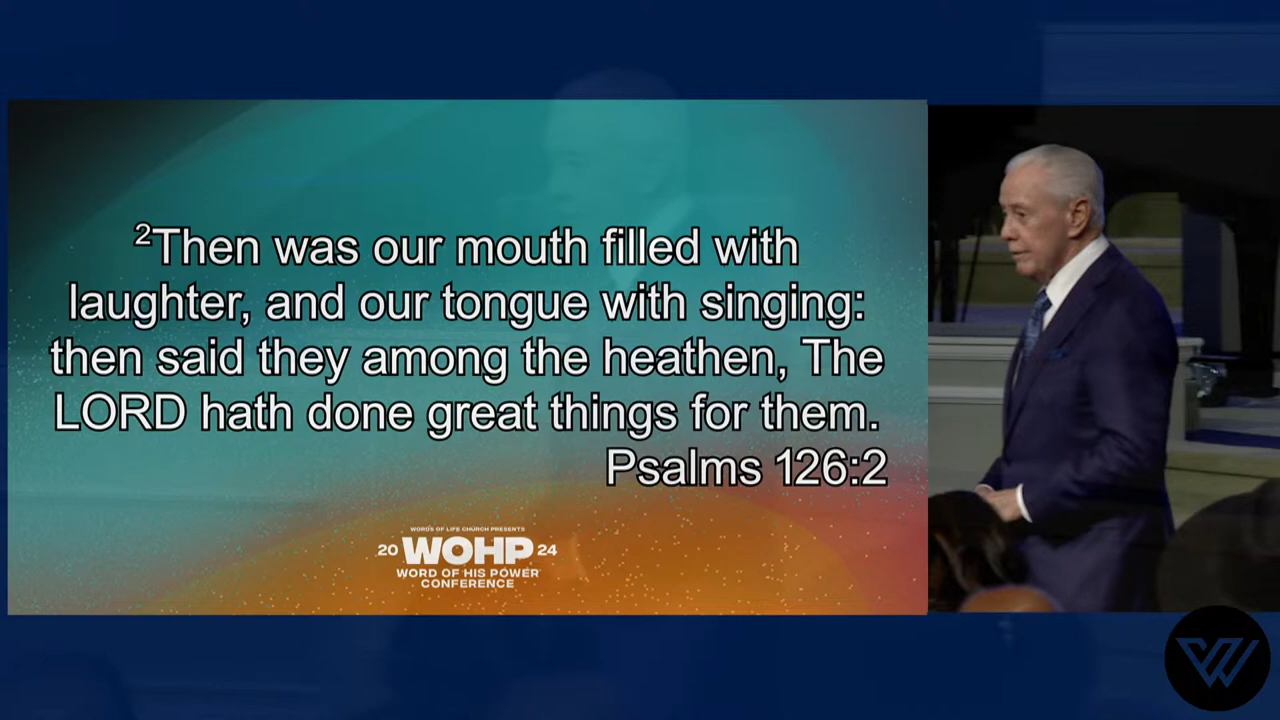 ²Then was our mouth filled with
laughter, and our tongue with singing:
then said they among the heathen, The
LORD hath done great things for them.
Psalms 126:2
WORDS OF LIFE CHURCH PRESENTS
20 WOHP 24
WORD OF HIS POWER
CONFERENCE